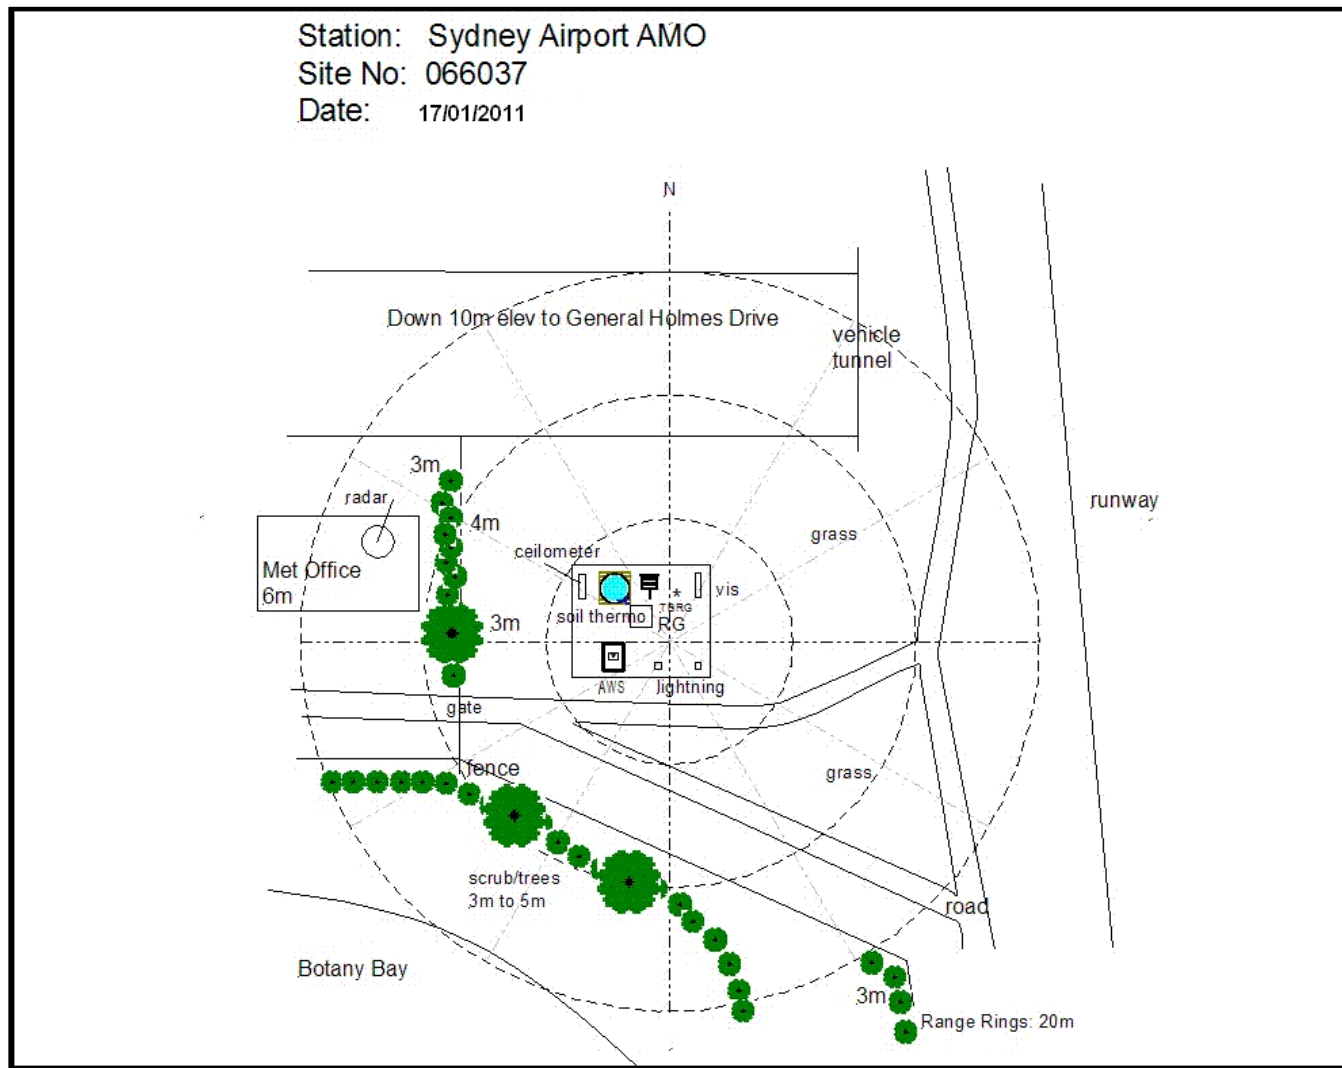 Station: Sydney Airport AMO
Site No: 066037
Date: 17/01/2011
N
Down 10m elev to General Holmes Drive
vehicle
tunnel
3m
radar
4m
runway
grass
ceilometer
Met Office
6m
vis
TBRG
soil thermo
RG
3m
AWS
lightning
gate
fence
grass
scrub/trees
3m to 5m
road
Botany Bay
3m
Range Rings: 20m